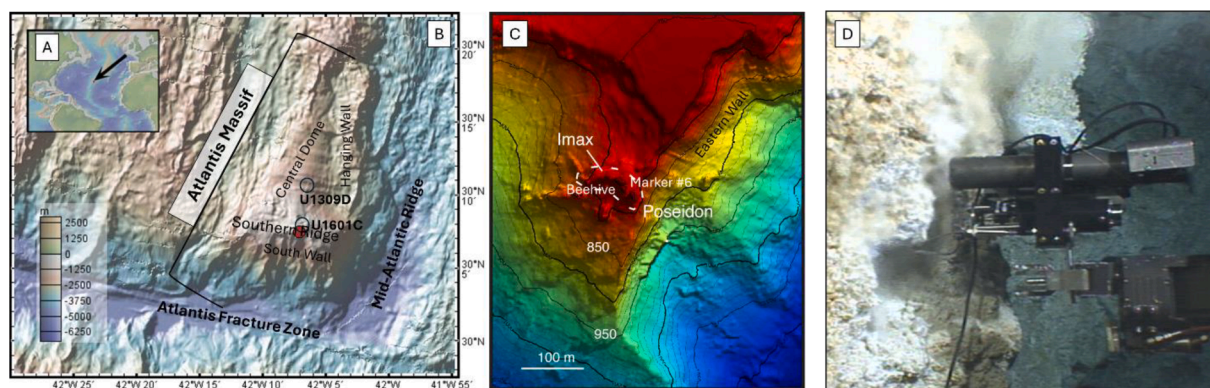 A
B
30°N
20'
30°N
15'
30°N
10'
30°N
5'
30°N
Atlantis Massif
Central Dome
Hanging Wall
U1309D
U1601C
Southern Ridge
South Wall
Mid-Atlantic Ridge
Atlantis Fracture Zone
m
2500
1250
0
-1250
-2500
-3750
-5000
-6250
42°W 25'
42°W 20'
42°W 15'
42°W 10'
42°W 5'
41°W 55'
C
Eastern Wall
Imax
Beehive
Marker #6
Poseidon
850
950
100 m
D